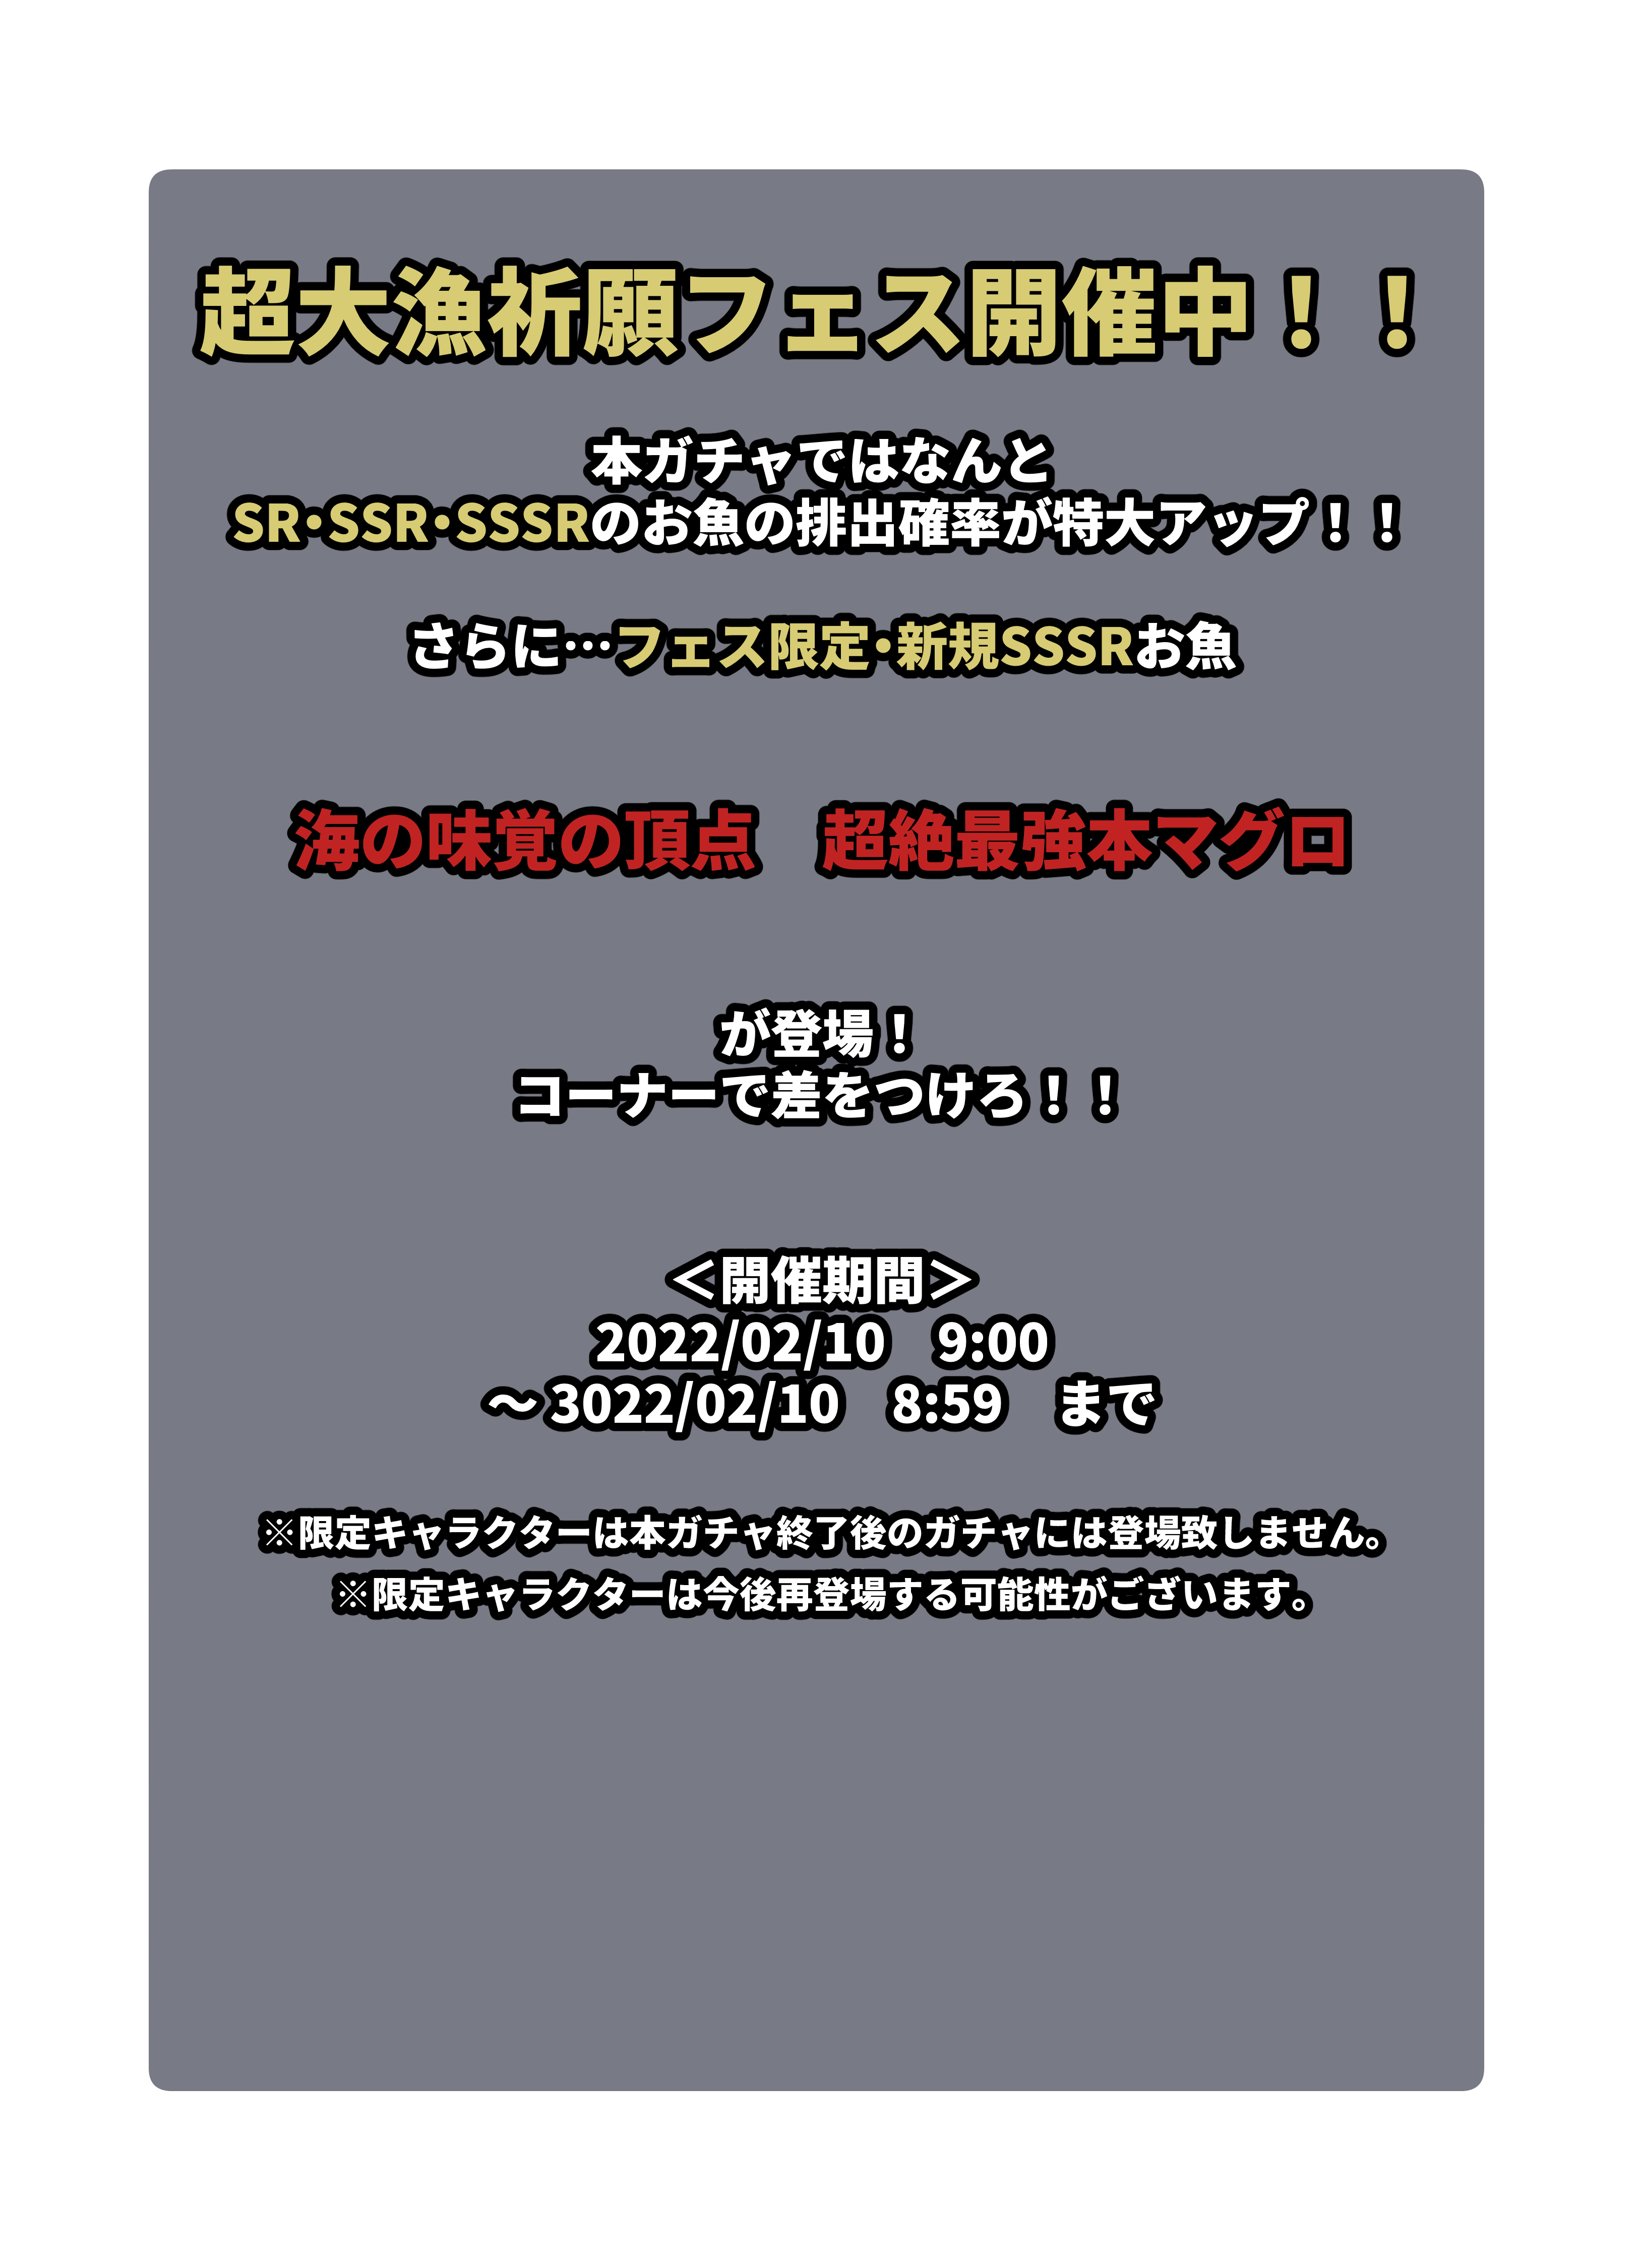 超大漁祈願フェス開催中！！
本ガチャではなんと
SR・SSR・SSSRのお魚の排出確率が特大アップ！！
さらに…フェス限定・新規SSSRお魚
海の味覚の頂点　超絶最強本マグロ
が登場！
コーナーで差をつけろ！！
＜開催期間＞
2022/02/10　9:00
～3022/02/10　8:59　まで
※限定キャラクターは本ガチャ終了後のガチャには登場致しません。
※限定キャラクターは今後再登場する可能性がございます。